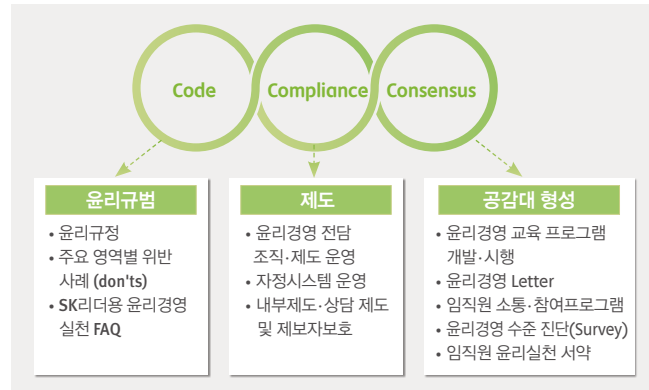 Code
Compliance
Consensus
윤리규범
• 윤리규정
• 주요 영역별 위반
사례 (don'ts)
• SK리더용 윤리경영
실천 FAQ
제도
• 윤리경영 전담
조직·제도 운영
• 자정시스템 운영
• 내부제도·상담 제도
및 제보자보호
공감대 형성
• 윤리경영 교육 프로그램
개발·시행
• 윤리경영 Letter
• 임직원 소통·참여프로그램
• 윤리경영 수준 진단(Survey)
• 임직원 윤리실천 서약